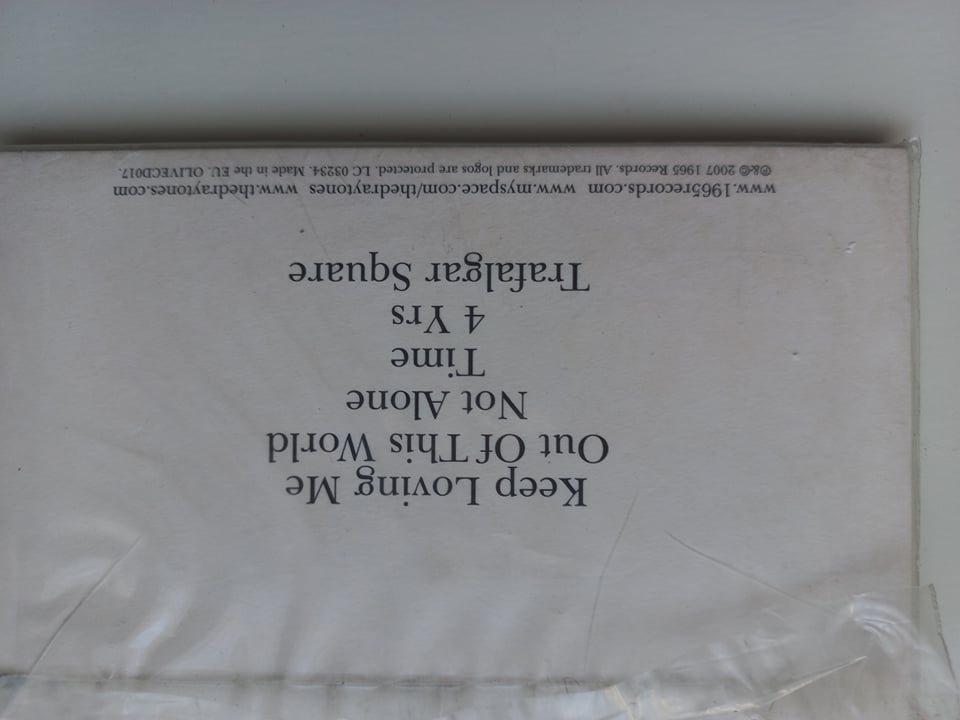 Keep Loving Me
Out Of This World
Not Alone
Time
4 Yrs
Trafalgar Square
www.1965records.com www.myspace.com/thedraytones www.thedraytones.com
℗&© 2007 1965 Records. All trademarks and logos are protected. LC 03234. Made in the EU. OLIVECD017.